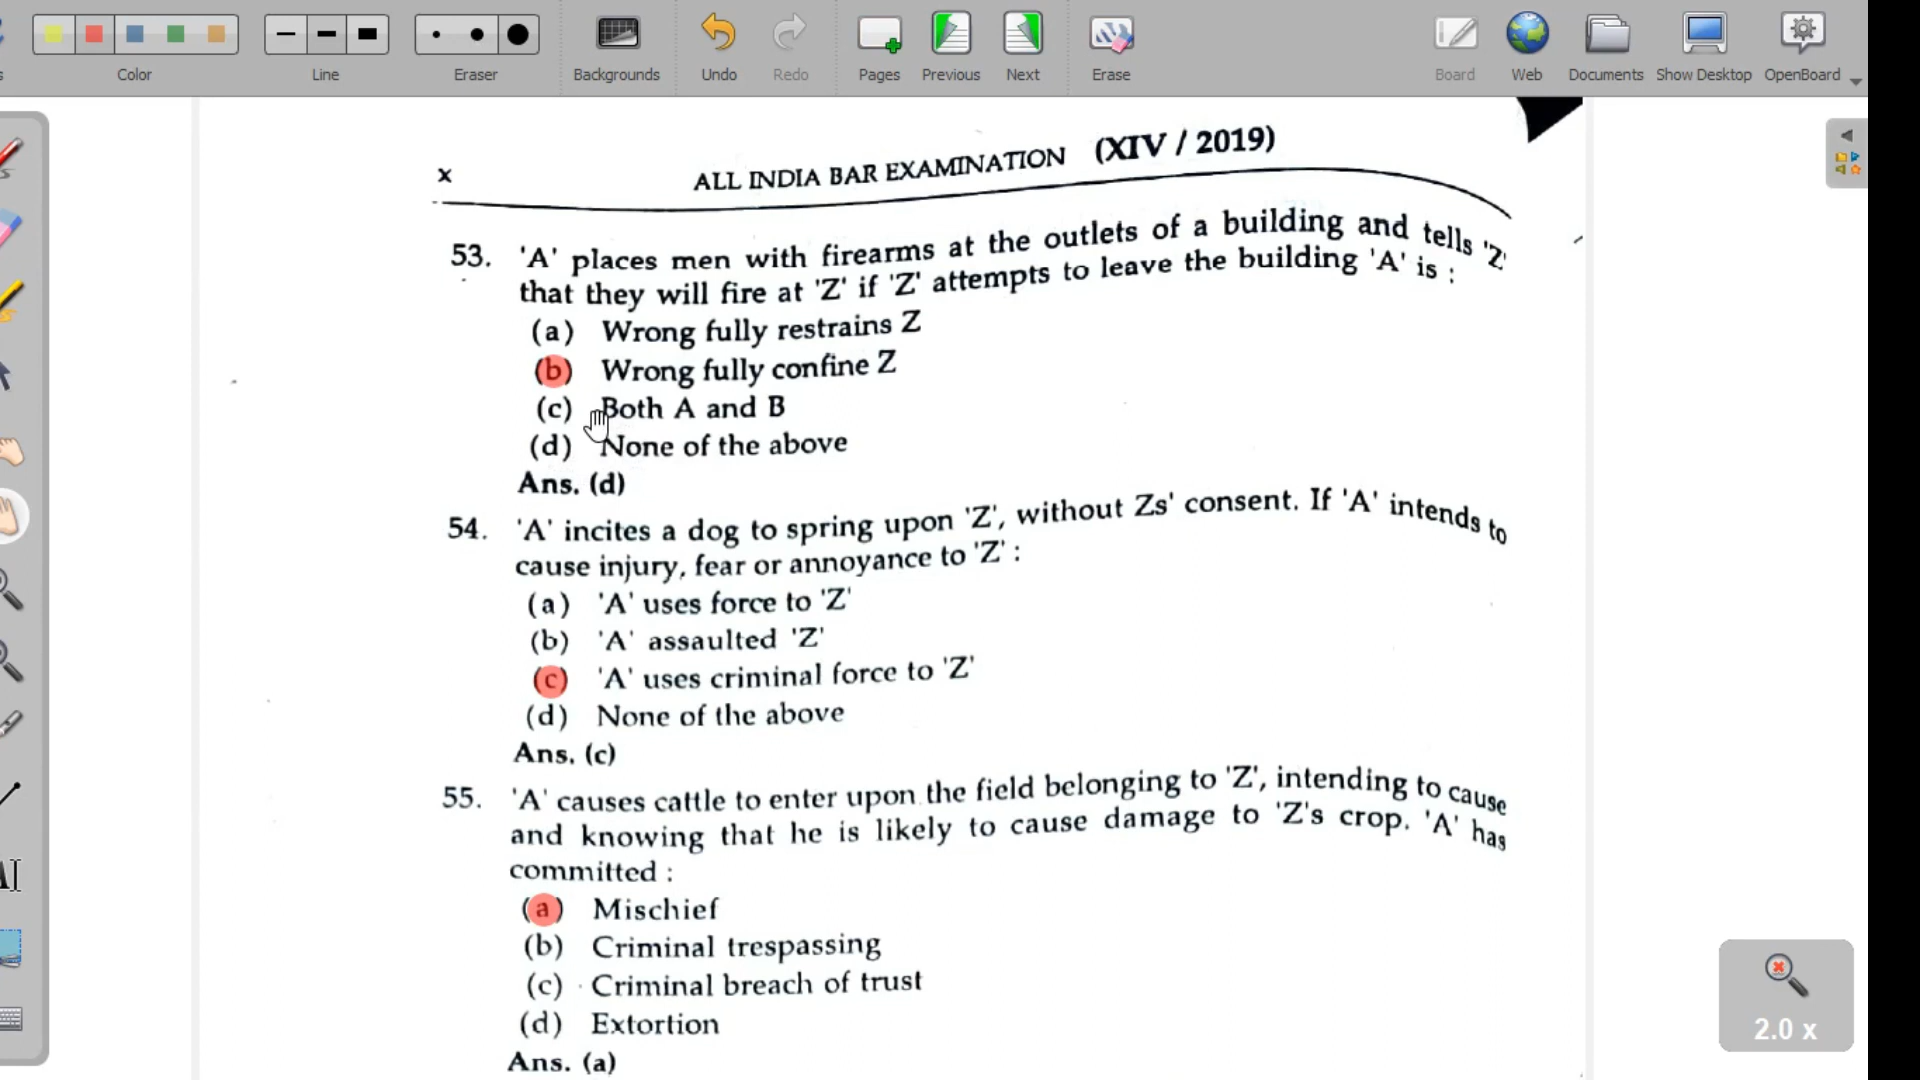 Color
Line
Eraser
Backgrounds
Undo
Redo
Pages
Previous
Next
Erase
Board
Web
Documents
Show Desktop
OpenBoard
x ALL INDIA BAR EXAMINATION (XIV / 2019)
53. 'A' places men with firearms at the outlets of a building and tells 'Z'
that they will fire at 'Z' if 'Z' attempts to leave the building 'A' is :
(a) Wrong fully restrains Z
(b) Wrong fully confine Z
(c) Both A and B
(d) None of the above
Ans. (d)
54. 'A' incites a dog to spring upon 'Z', without Zs' consent. If 'A' intends to
cause injury, fear or annoyance to 'Z' :
(a) 'A' uses force to 'Z'
(b) 'A' assaulted 'Z'
(c) 'A' uses criminal force to 'Z'
(d) None of the above
Ans. (c)
55. 'A' causes cattle to enter upon the field belonging to 'Z', intending to cause
and knowing that he is likely to cause damage to 'Z's crop. 'A' has
committed :
(a) Mischief
(b) Criminal trespassing
(c) Criminal breach of trust
(d) Extortion
Ans. (a)
2.0 x